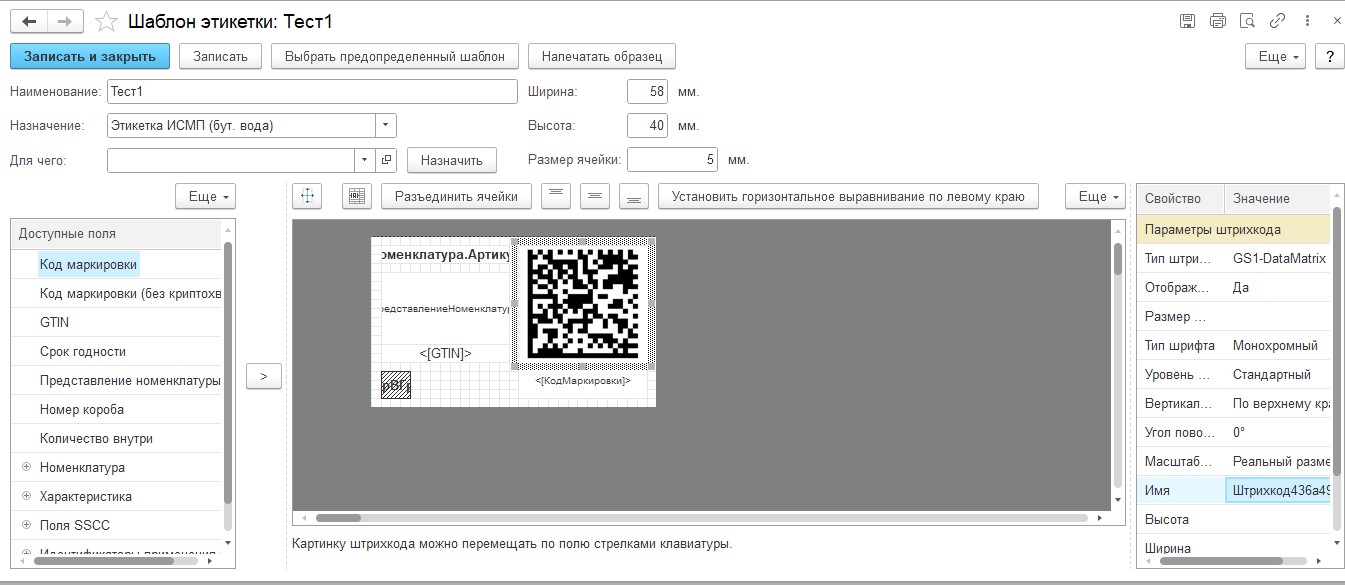 Шаблон этикетки: Тест1
Записать и закрыть Записать Выбрать предопределенный шаблон Напечатать образец Еще ?
Наименование: Тест1 Ширина: 58 мм.
Назначение: Этикетка ИСМП (бут. вода) Высота: 40 мм.
Для чего: Назначить Размер ячейки: 5 мм.
Еще
Доступные поля
Код маркировки
Код маркировки (без криптохв
GTIN
Срок годности
Представление номенклатуры
Номер короба
Количество внутри
Номенклатура
Характеристика
Поля SSCC
Идентификаторы применения
>
Разъединить ячейки Установить горизонтальное выравнивание по левому краю Еще
оменклатура.Артику
редставлениеНоменклатур
<[GTIN]>
<[КодМаркировки]>
Картинку штрихкода можно перемещать по полю стрелками клавиатуры.
Свойство Значение
Параметры штрихкода
Тип штри... GS1-DataMatrix
Отображ... Да
Размер ...
Тип шрифта Монохромный
Уровень ... Стандартный
Вертикал... По верхнему кра
Угол пово... 0°
Масштаб... Реальный разме
Имя Штрихкод436a49
Высота
Ширина